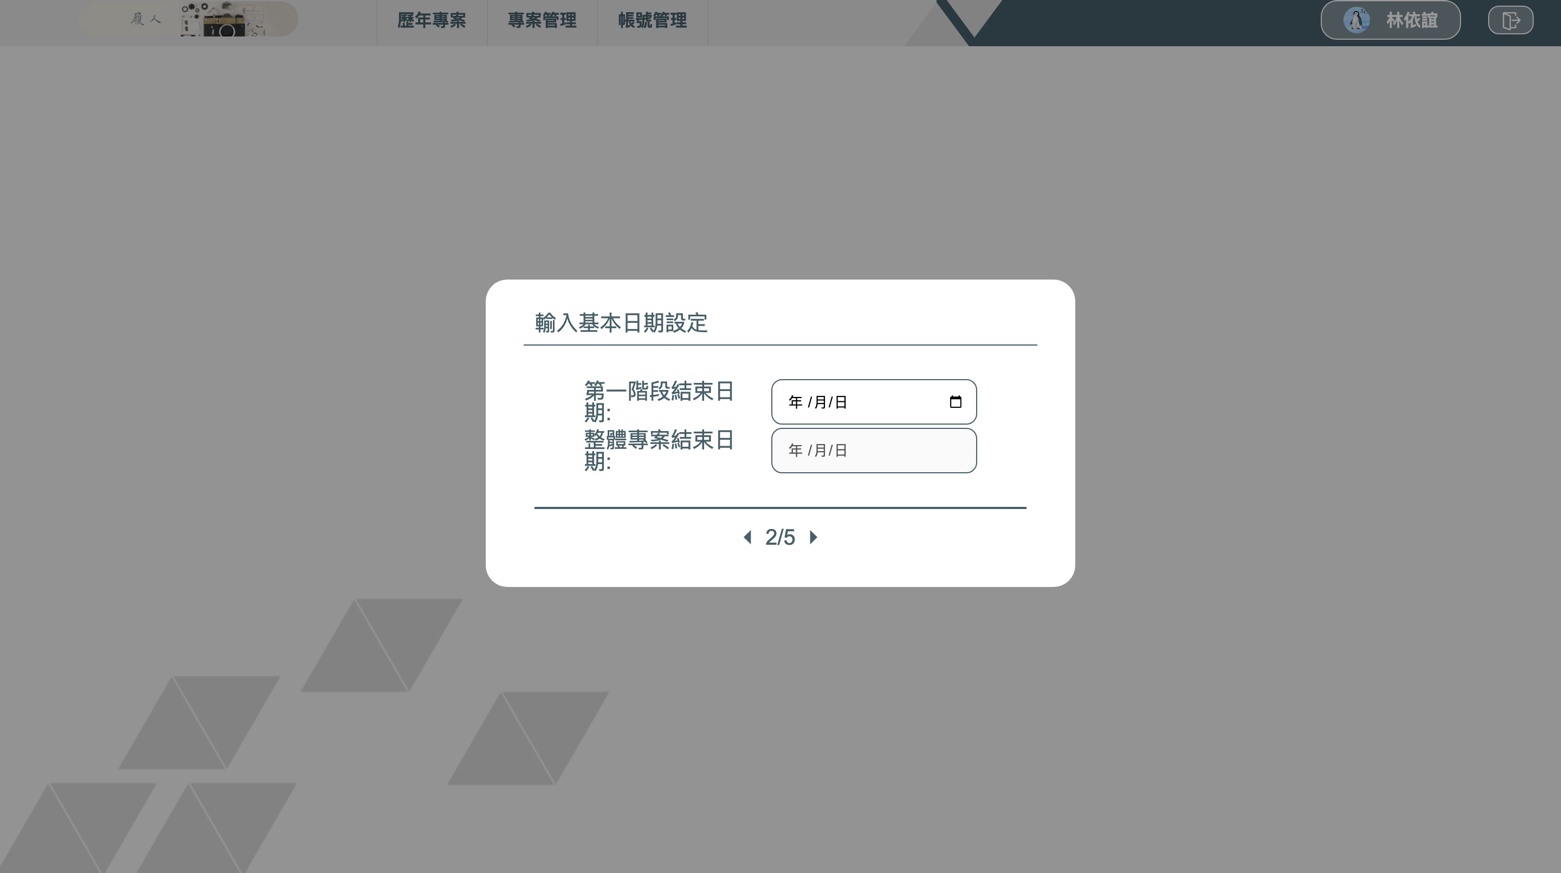 履人
歷年專案 專案管理 帳號管理
林依誼
輸入基本日期設定
第一階段結束日
期:
年 /月/日
整體專案結束日
期:
年 /月/日
2/5